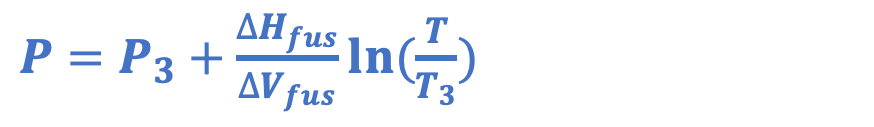 P = P₃ + ΔH_fus/ΔV_fus ln(T/T₃)